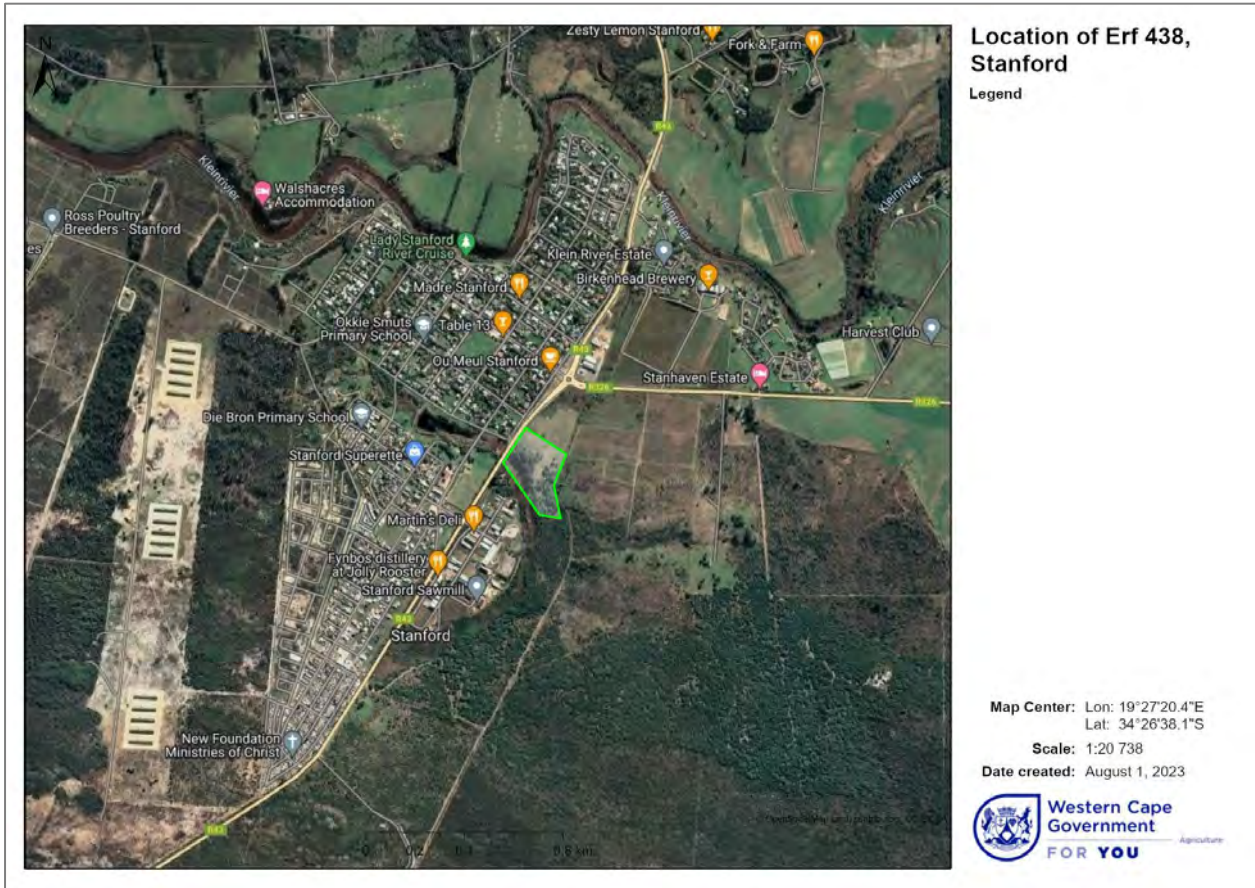 Location of Erf 438,
Stanford
Legend
N
Zesty Lemon Stanford
Fork & Farm
R43
Kleinrivier
Walshacres
Accommodation
Kleinrivier
Kleinrivier
Ross Poultry
Breeders - Stanford
es
Lady Stanford
River Cruise
Klein River Estate
Birkenhead Brewery
Madre Stanford
Okkie Smuts
Primary School
Table 13
Harvest Club
Ou Meul Stanford
R43
Stanhaven Estate
R326
R326
Die Bron Primary School
Stanford Superette
Martin's Deli
Fynbos distillery
at Jolly Rooster
Stanford Sawmill
R43
Stanford
New Foundation
Ministries of Christ
R43
0 0.2 0.4 0.8 km
Map Center: Lon: 19°27'20.4"E
Lat: 34°26'38.1"S
Scale: 1:20 738
Date created: August 1, 2023
Western Cape
Government
Agriculture
FOR YOU